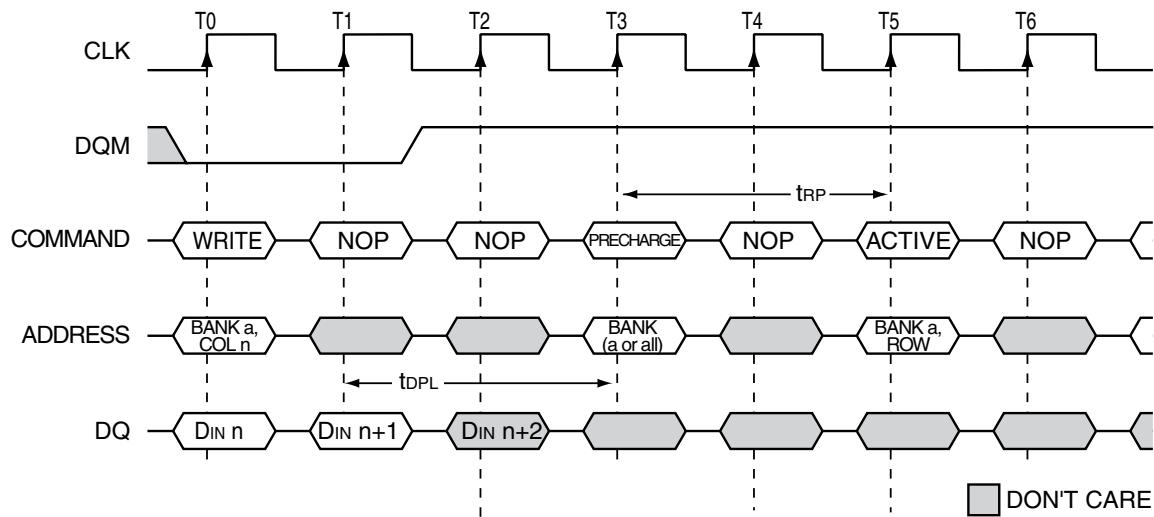 T0 T1 T2 T3 T4 T5 T6
CLK
DQM
tRP
COMMAND WRITE NOP NOP PRECHARGE NOP ACTIVE NOP
ADDRESS BANK a, COL n BANK (a or all) BANK a, ROW
tDPL
DQ DIN n DIN n+1 DIN n+2
DON'T CARE